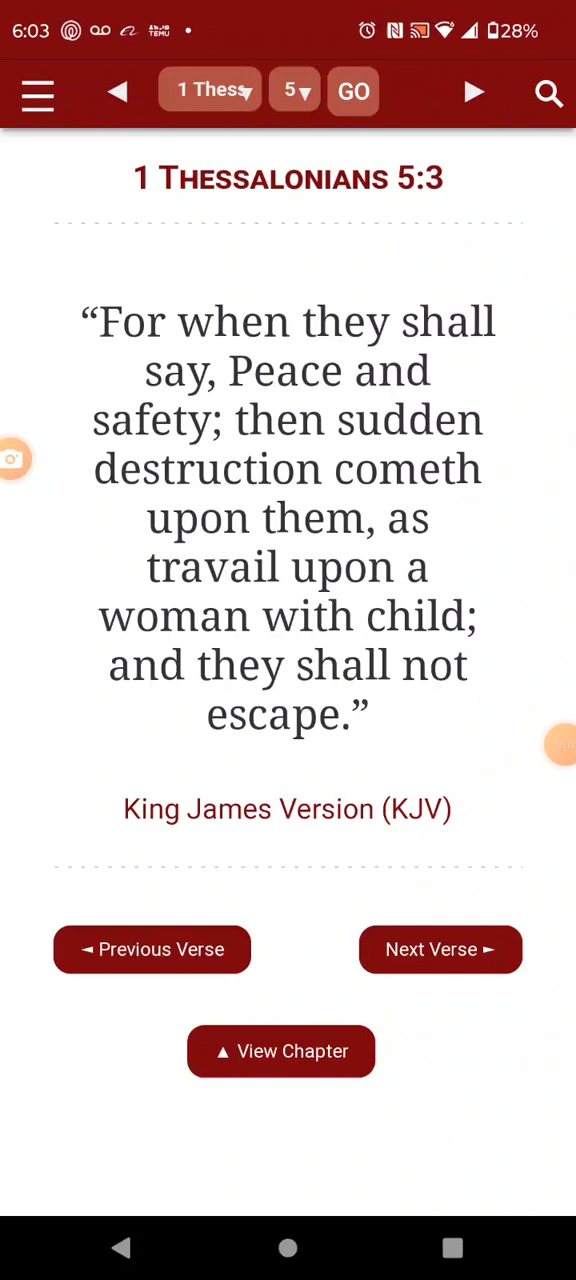 6:03 TEMU 28%
1 Thess 5 GO
1 THESSALONIANS 5:3
“For when they shall
say, Peace and
safety; then sudden
destruction cometh
upon them, as
travail upon a
woman with child;
and they shall not
escape.”
King James Version (KJV)
◄ Previous Verse Next Verse ►
▲ View Chapter